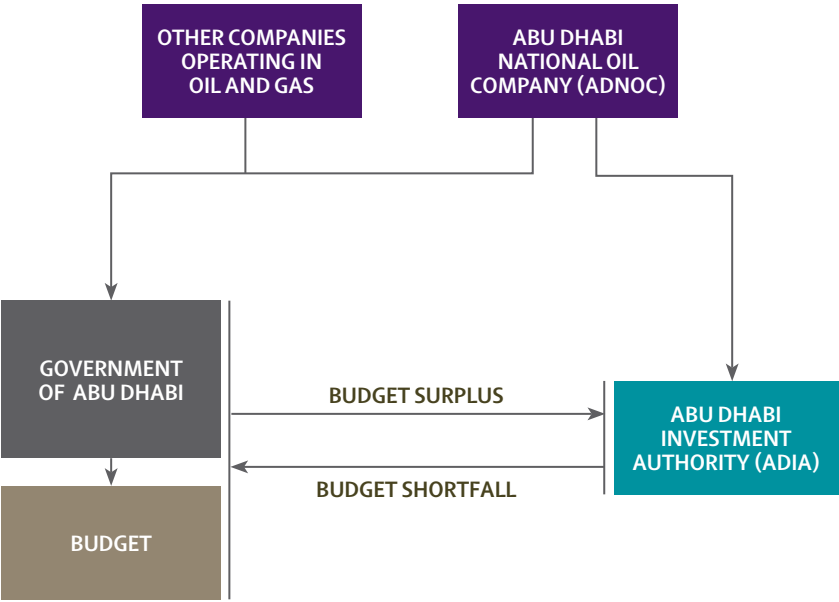 OTHER COMPANIES
OPERATING IN
OIL AND GAS
ABU DHABI
NATIONAL OIL
COMPANY (ADNOC)
GOVERNMENT
OF ABU DHABI
BUDGET SURPLUS
ABU DHABI
INVESTMENT
AUTHORITY (ADIA)
BUDGET SHORTFALL
BUDGET